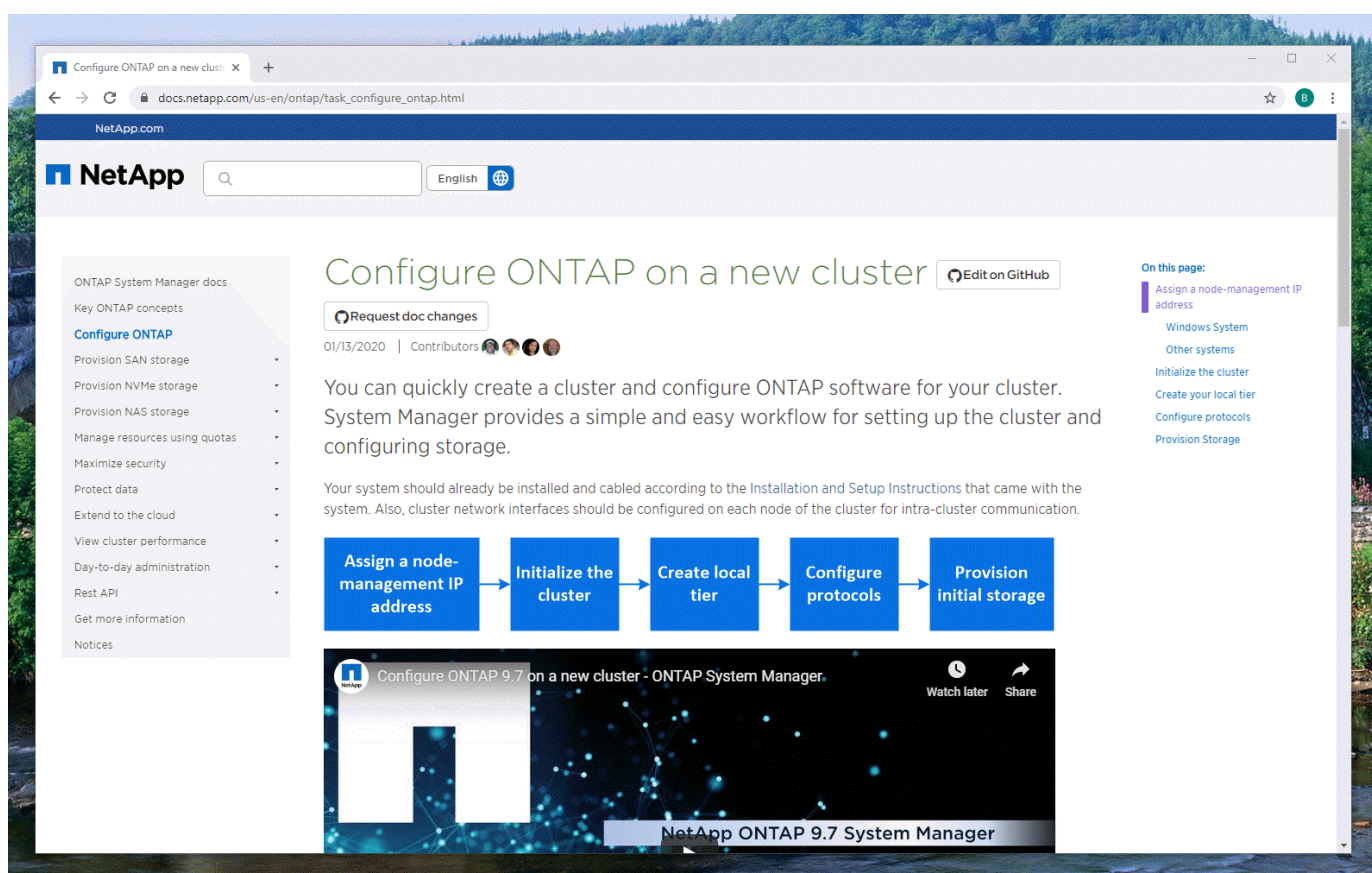 Configure ONTAP on a new clust
docs.netapp.com/us-en/ontap/task_configure_ontap.html
B
NetApp.com
NetApp
English
ONTAP System Manager docs
Key ONTAP concepts
Configure ONTAP
Provision SAN storage
Provision NVMe storage
Provision NAS storage
Manage resources using quotas
Maximize security
Protect data
Extend to the cloud
View cluster performance
Day-to-day administration
Rest API
Get more information
Notices
Configure ONTAP on a new cluster
Edit on GitHub
Request doc changes
01/13/2020 | Contributors
You can quickly create a cluster and configure ONTAP software for your cluster.
System Manager provides a simple and easy workflow for setting up the cluster and
configuring storage.
Your system should already be installed and cabled according to the Installation and Setup Instructions that came with the
system. Also, cluster network interfaces should be configured on each node of the cluster for intra-cluster communication.
Assign a node-
management IP
address
Initialize the
cluster
Create local
tier
Configure
protocols
Provision
initial storage
NetApp
Configure ONTAP 9.7 on a new cluster - ONTAP System Manager
Watch later
Share
NetApp ONTAP 9.7 System Manager
On this page:
Assign a node-management IP
address
Windows System
Other systems
Initialize the cluster
Create your local tier
Configure protocols
Provision Storage